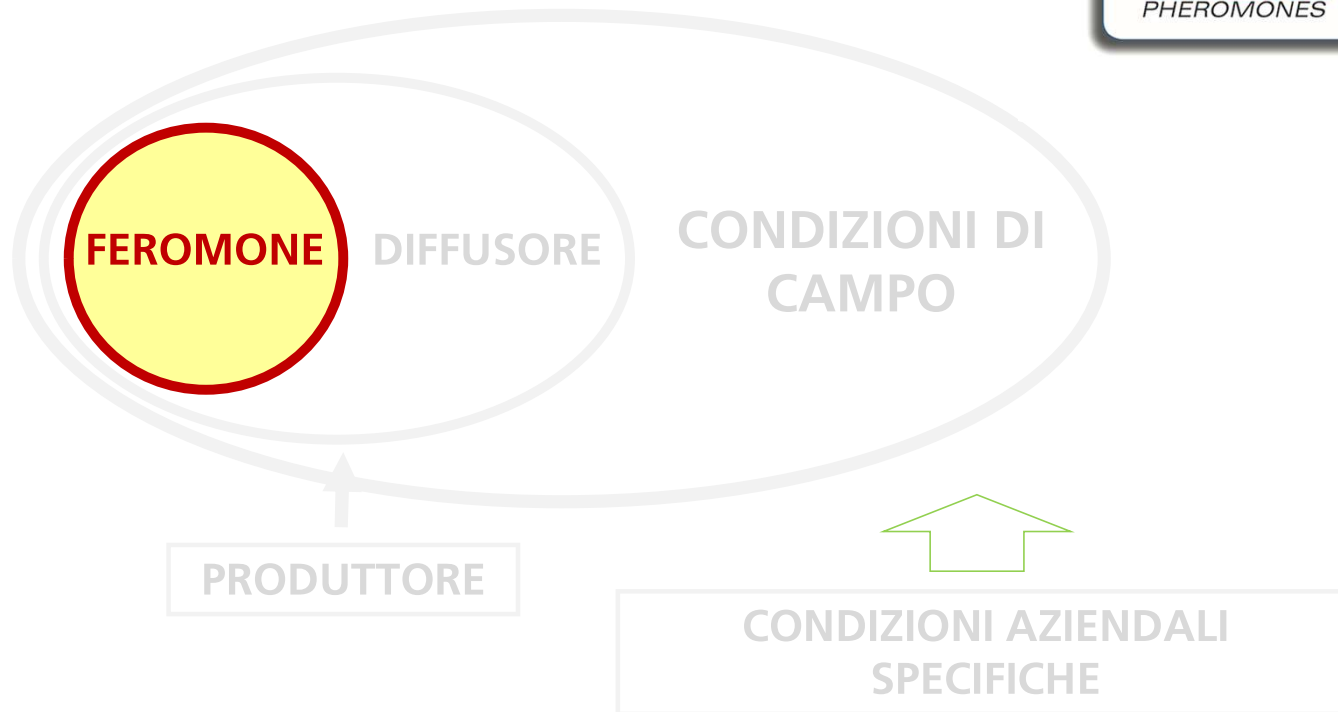 PHEROMONES
FEROMONE
DIFFUSORE
CONDIZIONI DI
CAMPO
PRODUTTORE
CONDIZIONI AZIENDALI
SPECIFICHE